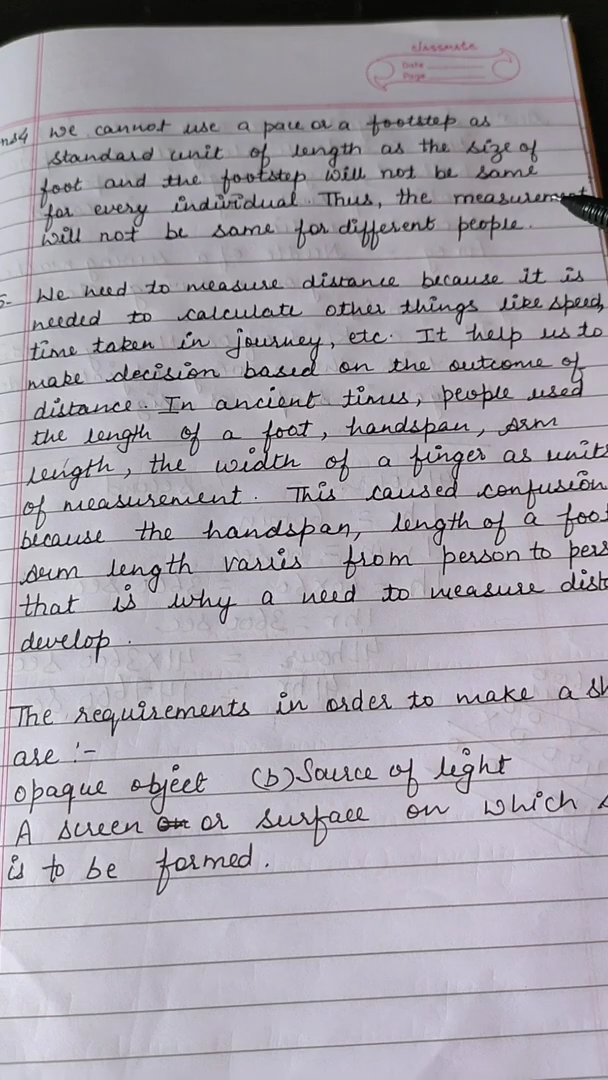 classmate
Date
Page
ns4 We cannot use a pace or a footstep as
standard unit of length as the size of
foot and the footstep will not be same
for every individual. Thus, the measurement
will not be same for different people.
5- We need to measure distance because it is
needed to calculate other things like speed,
time taken in journey, etc. It help us to
make decision based on the outcome of
distance. In ancient times, people used
the length of a foot, handspan, arm
length, the width of a finger as units
of measurement. This caused confusion
because the handspan, length of a foot
arm length varies from person to pers
that is why a need to measure dista
develop.
The requirements in order to make a sh
are :-
opaque object (b) Source of light
A screen or or surface on which s
is to be formed.